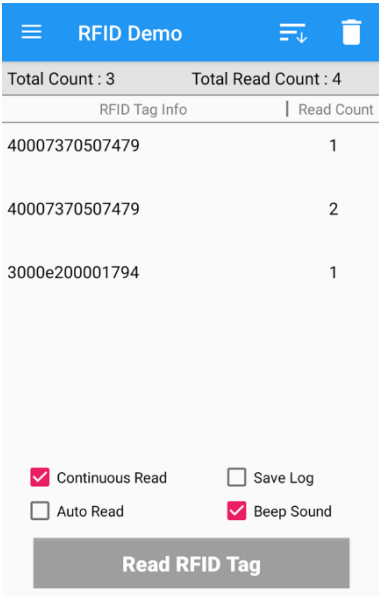 RFID Demo
Total Count : 3 Total Read Count : 4
RFID Tag Info | Read Count
40007370507479 1
40007370507479 2
3000e200001794 1
Continuous Read Save Log
Auto Read Beep Sound
Read RFID Tag